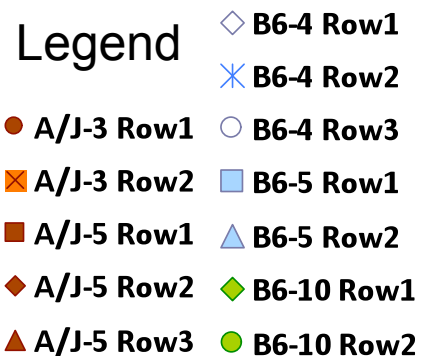 Legend
A/J-3 Row1
A/J-3 Row2
A/J-5 Row1
A/J-5 Row2
A/J-5 Row3
B6-4 Row1
B6-4 Row2
B6-4 Row3
B6-5 Row1
B6-5 Row2
B6-10 Row1
B6-10 Row2